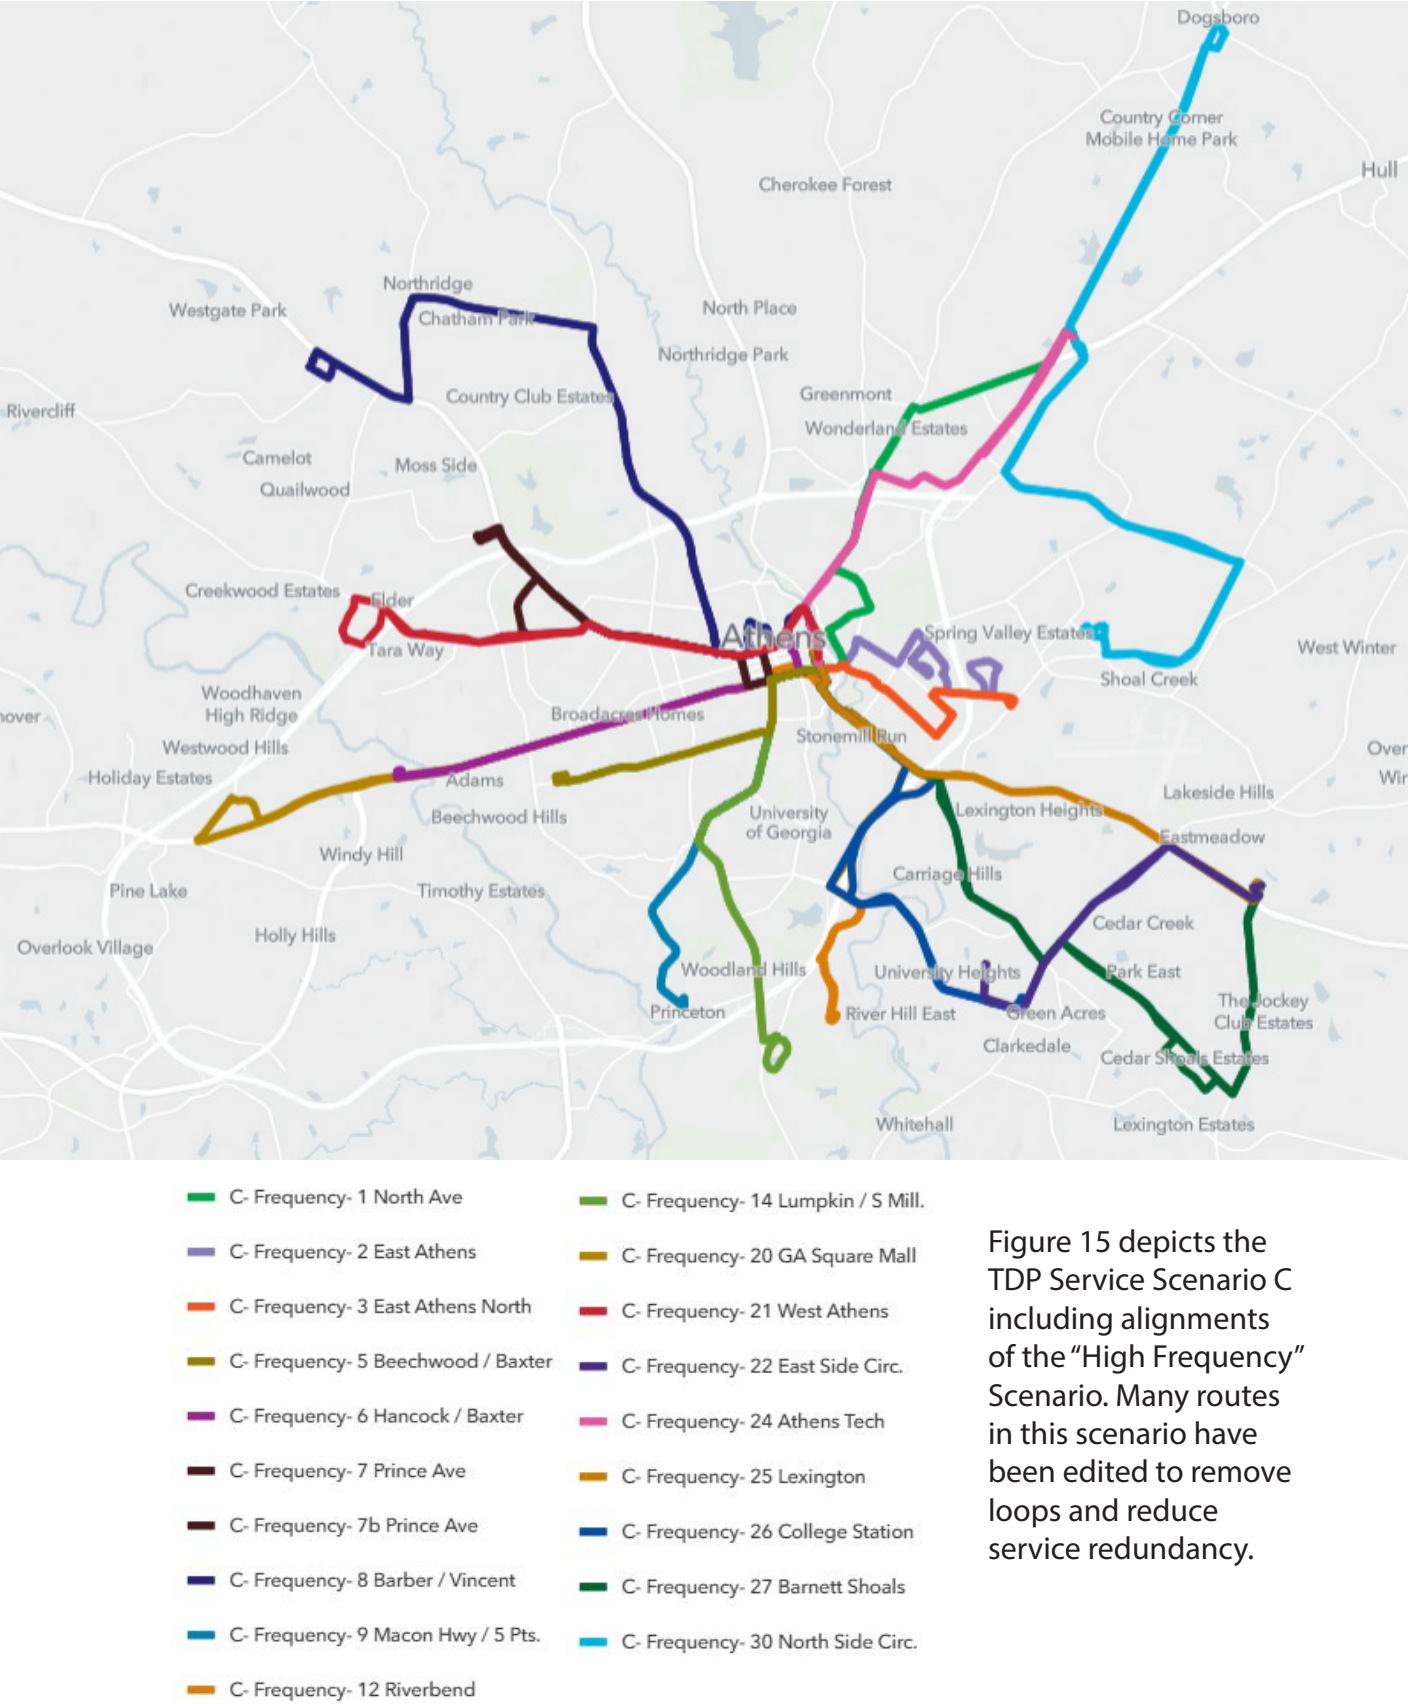 Dogsboro
Country Corner
Mobile Home Park
Hull
Cherokee Forest
Northridge
Westgate Park
Chatham Park
North Place
Northridge Park
Country Club Estates
Greenmont
Rivercliff
Wonderland Estates
Camelot
Moss Side
Quailwood
Creekwood Estates
Elder
Athens
Spring Valley Estates
Tara Way
West Winter
Shoal Creek
Woodhaven
High Ridge
nover
Broadacres Homes
Stonemill Run
Westwood Hills
Over
Holiday Estates
Adams
Wir
Lakeside Hills
Beechwood Hills
University
of Georgia
Lexington Heights
Eastmeadow
Windy Hill
Carriage Hills
Pine Lake
Timothy Estates
Cedar Creek
Holly Hills
Overlook Village
Woodland Hills
University Heights
Park East
Princeton
River Hill East
Green Acres
The Jockey
Club Estates
Clarkedale
Cedar Shoals Estates
Whitehall
Lexington Estates
C- Frequency- 1 North Ave
C- Frequency- 2 East Athens
C- Frequency- 3 East Athens North
C- Frequency- 5 Beechwood / Baxter
C- Frequency- 6 Hancock / Baxter
C- Frequency- 7 Prince Ave
C- Frequency- 7b Prince Ave
C- Frequency- 8 Barber / Vincent
C- Frequency- 9 Macon Hwy / 5 Pts.
C- Frequency- 12 Riverbend
C- Frequency- 14 Lumpkin / S Mill.
C- Frequency- 20 GA Square Mall
C- Frequency- 21 West Athens
C- Frequency- 22 East Side Circ.
C- Frequency- 24 Athens Tech
C- Frequency- 25 Lexington
C- Frequency- 26 College Station
C- Frequency- 27 Barnett Shoals
C- Frequency- 30 North Side Circ.
Figure 15 depicts the
TDP Service Scenario C
including alignments
of the “High Frequency”
Scenario. Many routes
in this scenario have
been edited to remove
loops and reduce
service redundancy.